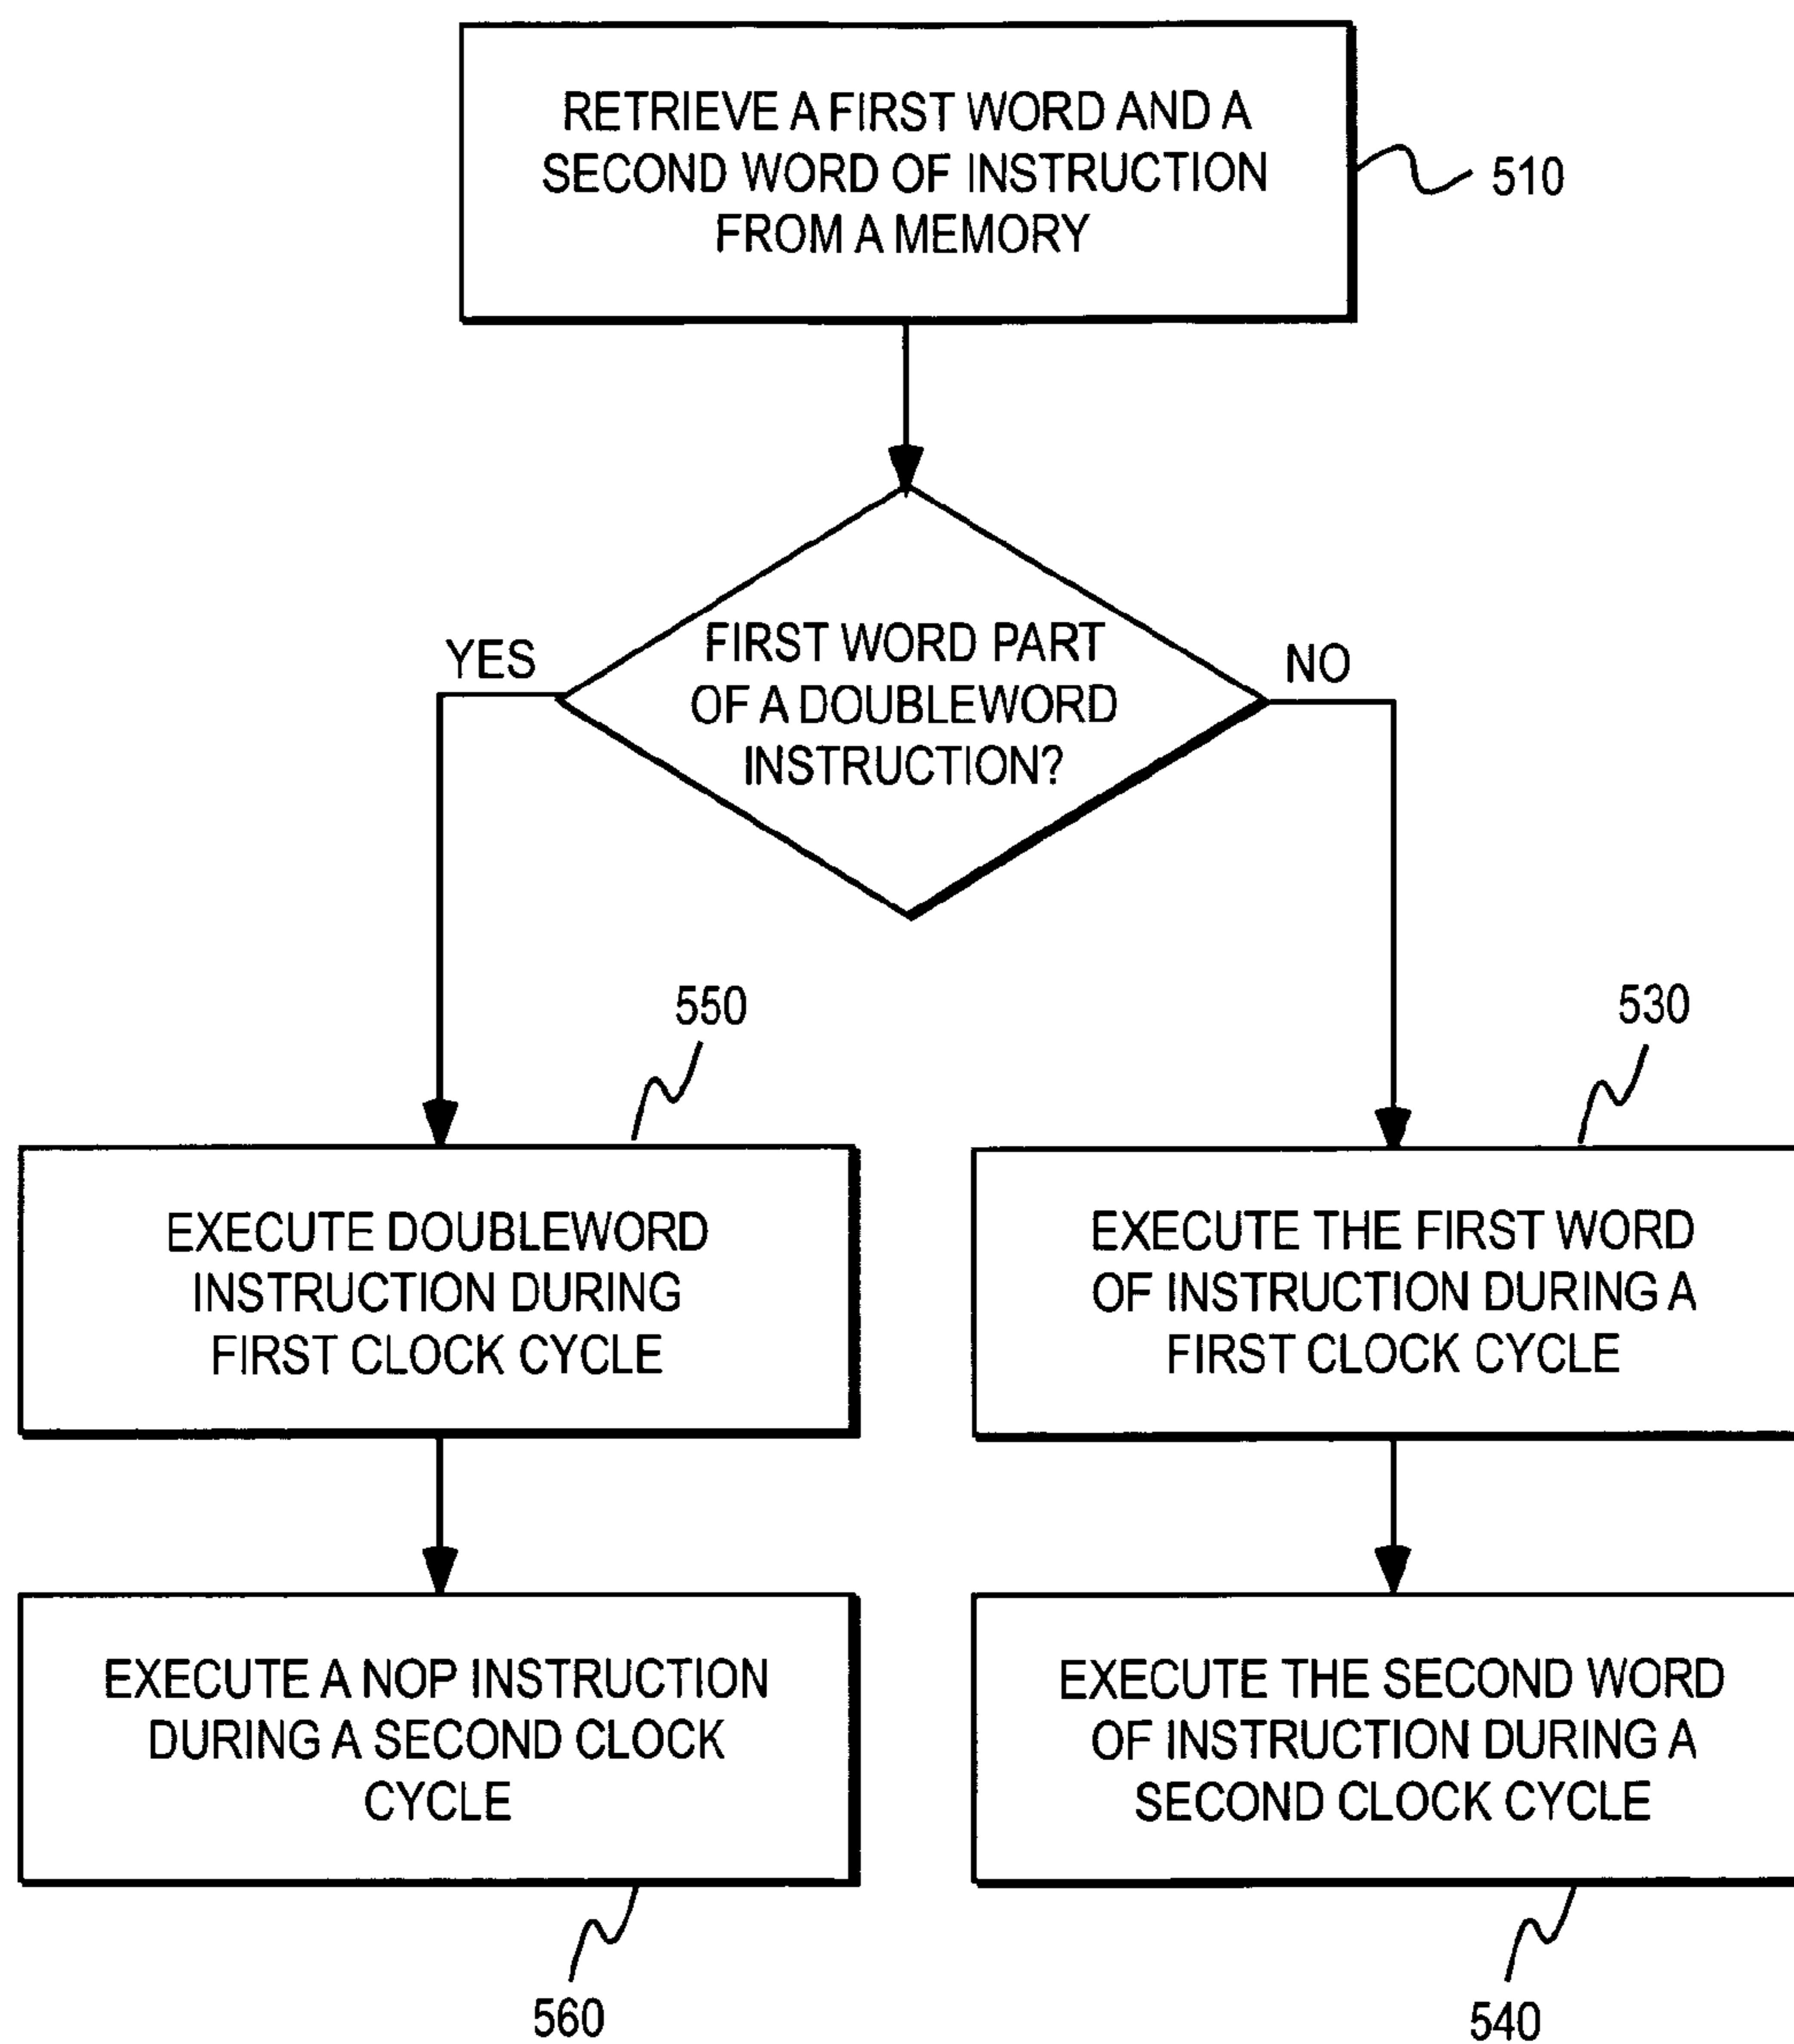 RETRIEVE A FIRST WORD AND A
SECOND WORD OF INSTRUCTION
FROM A MEMORY
510
FIRST WORD PART
OF A DOUBLEWORD
INSTRUCTION?
YES
NO
550
530
EXECUTE DOUBLEWORD
INSTRUCTION DURING
FIRST CLOCK CYCLE
EXECUTE THE FIRST WORD
OF INSTRUCTION DURING A
FIRST CLOCK CYCLE
EXECUTE A NOP INSTRUCTION
DURING A SECOND CLOCK
CYCLE
EXECUTE THE SECOND WORD
OF INSTRUCTION DURING A
SECOND CLOCK CYCLE
560
540